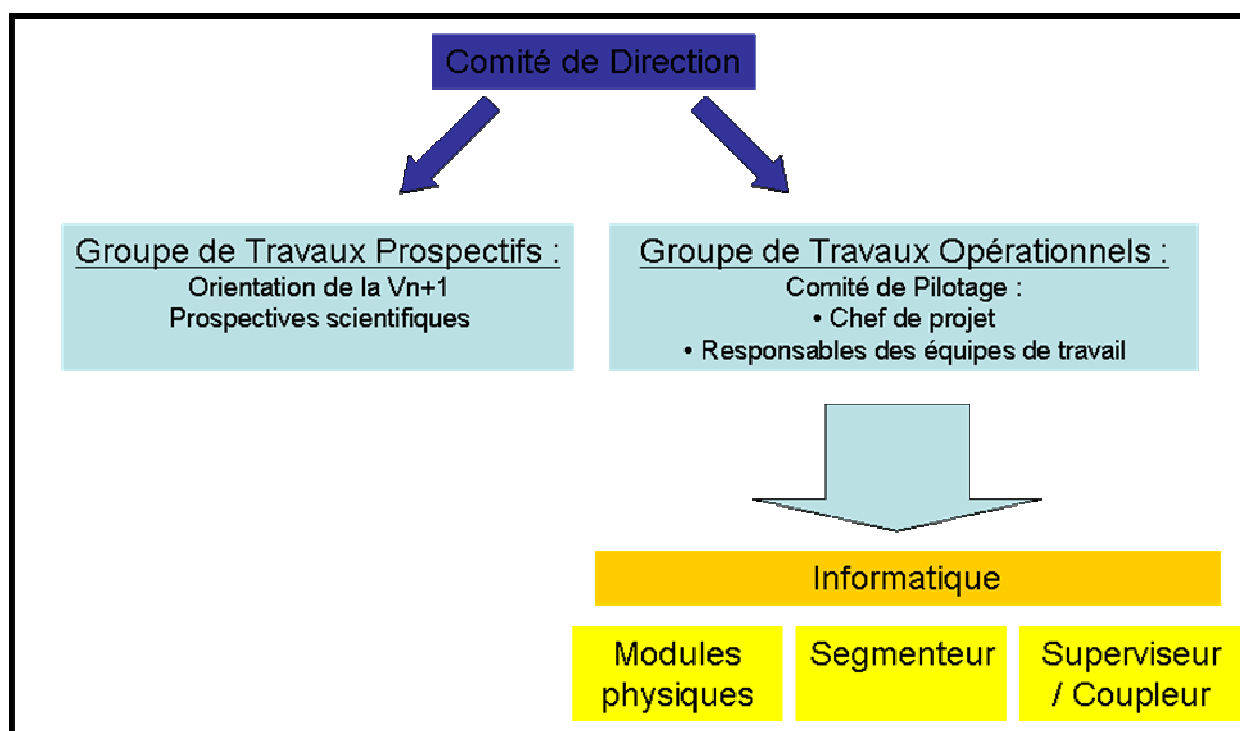 Comité de Direction
Groupe de Travaux Prospectifs :
Orientation de la Vn+1
Prospectives scientifiques
Groupe de Travaux Opérationnels :
Comité de Pilotage :
• Chef de projet
• Responsables des équipes de travail
Informatique
Modules
physiques
Segmenteur
Superviseur
/ Coupleur